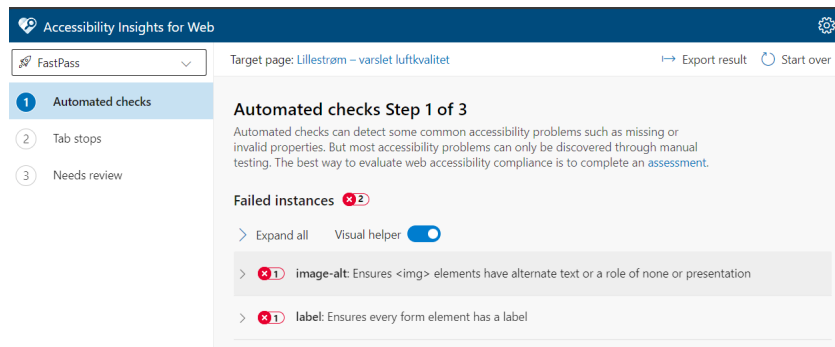 Accessibility Insights for Web
FastPass
Target page: Lillestrøm – varslet luftkvalitet
Export result
Start over
1 Automated checks
2 Tab stops
3 Needs review
Automated checks Step 1 of 3
Automated checks can detect some common accessibility problems such as missing or
invalid properties. But most accessibility problems can only be discovered through manual
testing. The best way to evaluate web accessibility compliance is to complete an assessment.
Failed instances 2
Expand all
Visual helper
1 image-alt: Ensures <img> elements have alternate text or a role of none or presentation
1 label: Ensures every form element has a label